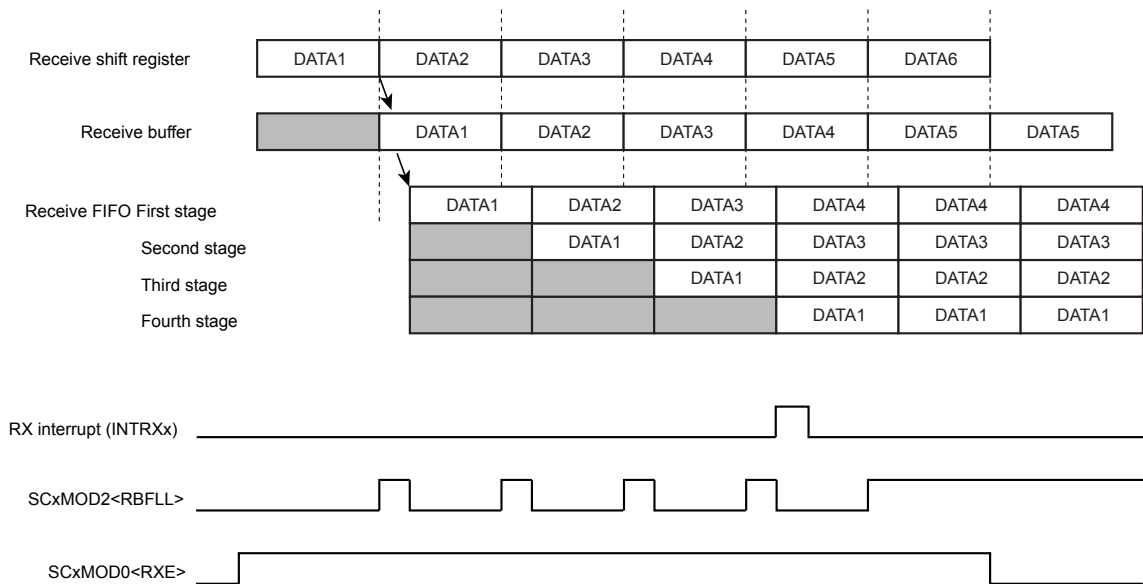 Receive shift register DATA1 DATA2 DATA3 DATA4 DATA5 DATA6
Receive buffer DATA1 DATA2 DATA3 DATA4 DATA5 DATA5
Receive FIFO First stage DATA1 DATA2 DATA3 DATA4 DATA4 DATA4
Second stage DATA1 DATA2 DATA3 DATA3 DATA3
Third stage DATA1 DATA2 DATA2 DATA2
Fourth stage DATA1 DATA1 DATA1
RX interrupt (INTRXx)
SCxMOD2<RBFLL>
SCxMOD0<RXE>